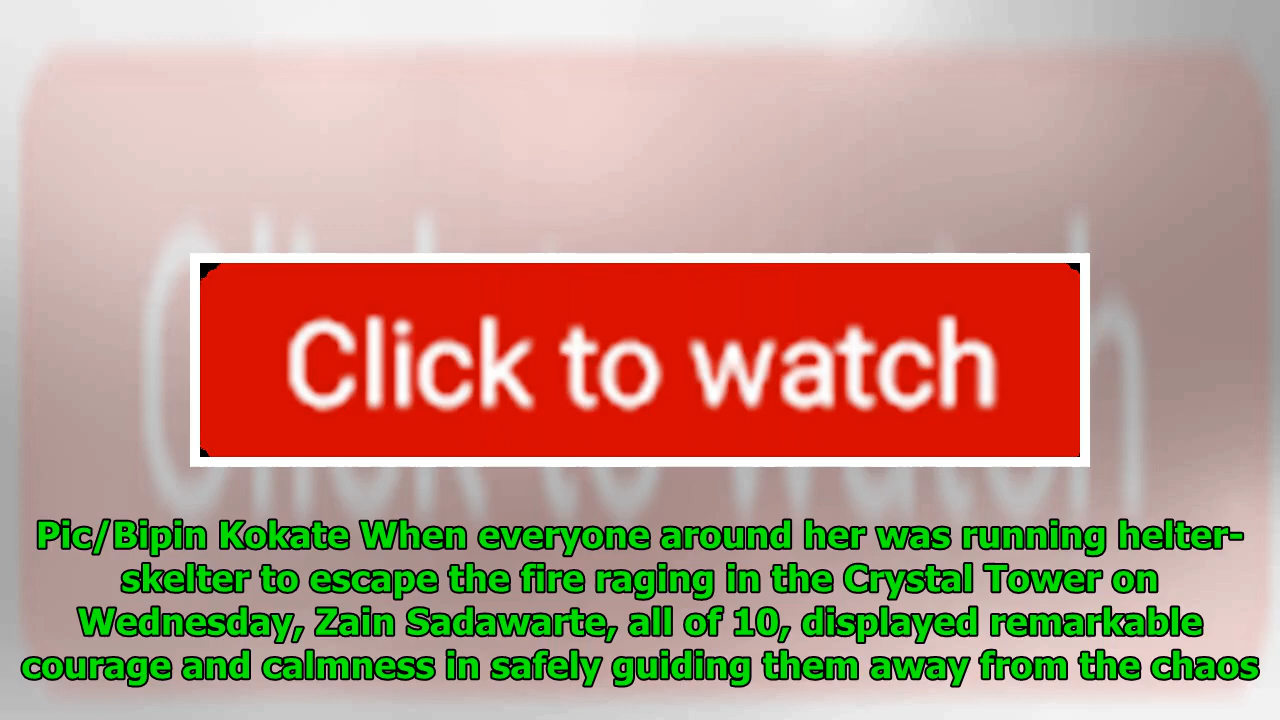 Click to watch
Pic/Bipin Kokate When everyone around her was running helter-
skelter to escape the fire raging in the Crystal Tower on
Wednesday, Zain Sadawarte, all of 10, displayed remarkable
courage and calmness in safely guiding them away from the chaos